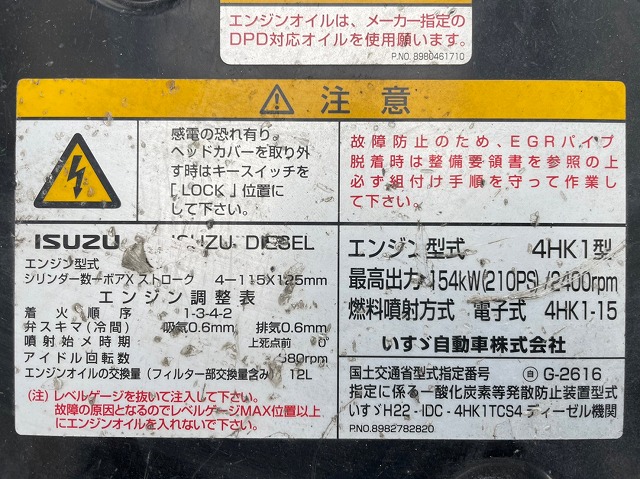 エンジンオイルは、メーカー指定の
DPD対応オイルを使用願います。
P.NO. 8980461710
注意
感電の恐れ有り。
ヘッドカバーを取り外
す時はキースイッチを
[LOCK] 位置に
して下さい。
故障防止のため、EGRパイプ
脱着時は整備要領書を参照の上
必ず組付け手順を守って作業し
て下さい。
ISUZU ISUZU DIESEL
エンジン型式
シリンダー数ーボアXストローク 4-115X125mm
エンジン調整表
着火順序 1-3-4-2
弁スキマ(冷間) 吸気0.6mm 排気0.6mm
噴射始メ時期 上死点前 0
アイドル回転数 580rpm
エンジンオイルの交換量 (フィルター部交換量含み) 12L
(注) レベルゲージを抜いて注入して下さい。
故障の原因となるのでレベルゲージMAX位置以上
にエンジンオイルを入れないで下さい。
エンジン型式 4HK1型
最高出力 154kW(210PS)/2400rpm
燃料噴射方式 電子式 4HK1-15
いすゞ自動車株式会社
国土交通省型式指定番号 自 G-2616
指定に係る一酸化炭素等発散防止装置型式
いすゞH22-IDC-4HK1TCS4ディーゼル機関
P.NO.8982782820